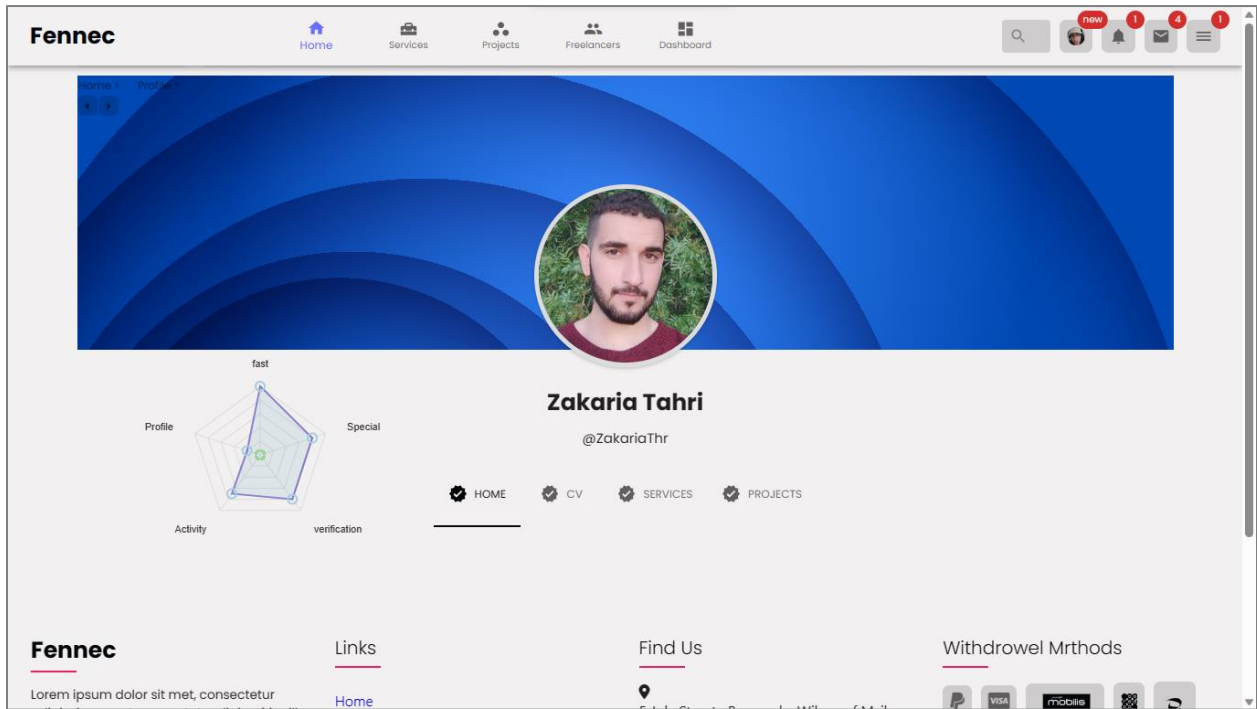 Fennec
Home
Services
Projects
Freelancers
Dashboard
new
1
4
1
Home >
Profile >
fast
Profile
Special
Activity
verification
Zakaria Tahri
@ZakariaThr
HOME
CV
SERVICES
PROJECTS
Fennec
Links
Find Us
Withdrowel Mrthods
Lorem ipsum dolor sit met, consectetur
Home
VISA
mobilis